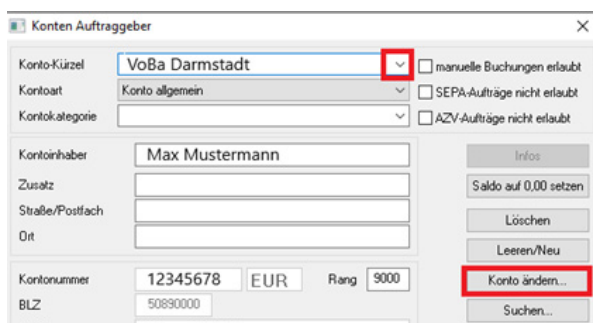 Konten Auftraggeber
Konto-Kürzel VoBa Darmstadt manuelle Buchungen erlaubt
Kontoart Konto allgemein SEPA-Aufträge nicht erlaubt
Kontokategorie AZV-Aufträge nicht erlaubt
Kontoinhaber Max Mustermann Infos
Zusatz Saldo auf 0,00 setzen
Straße/Postfach Löschen
Ort Leeren/Neu
Kontonummer 12345678 EUR Rang 9000 Konto ändern...
BLZ 50890000 Suchen...